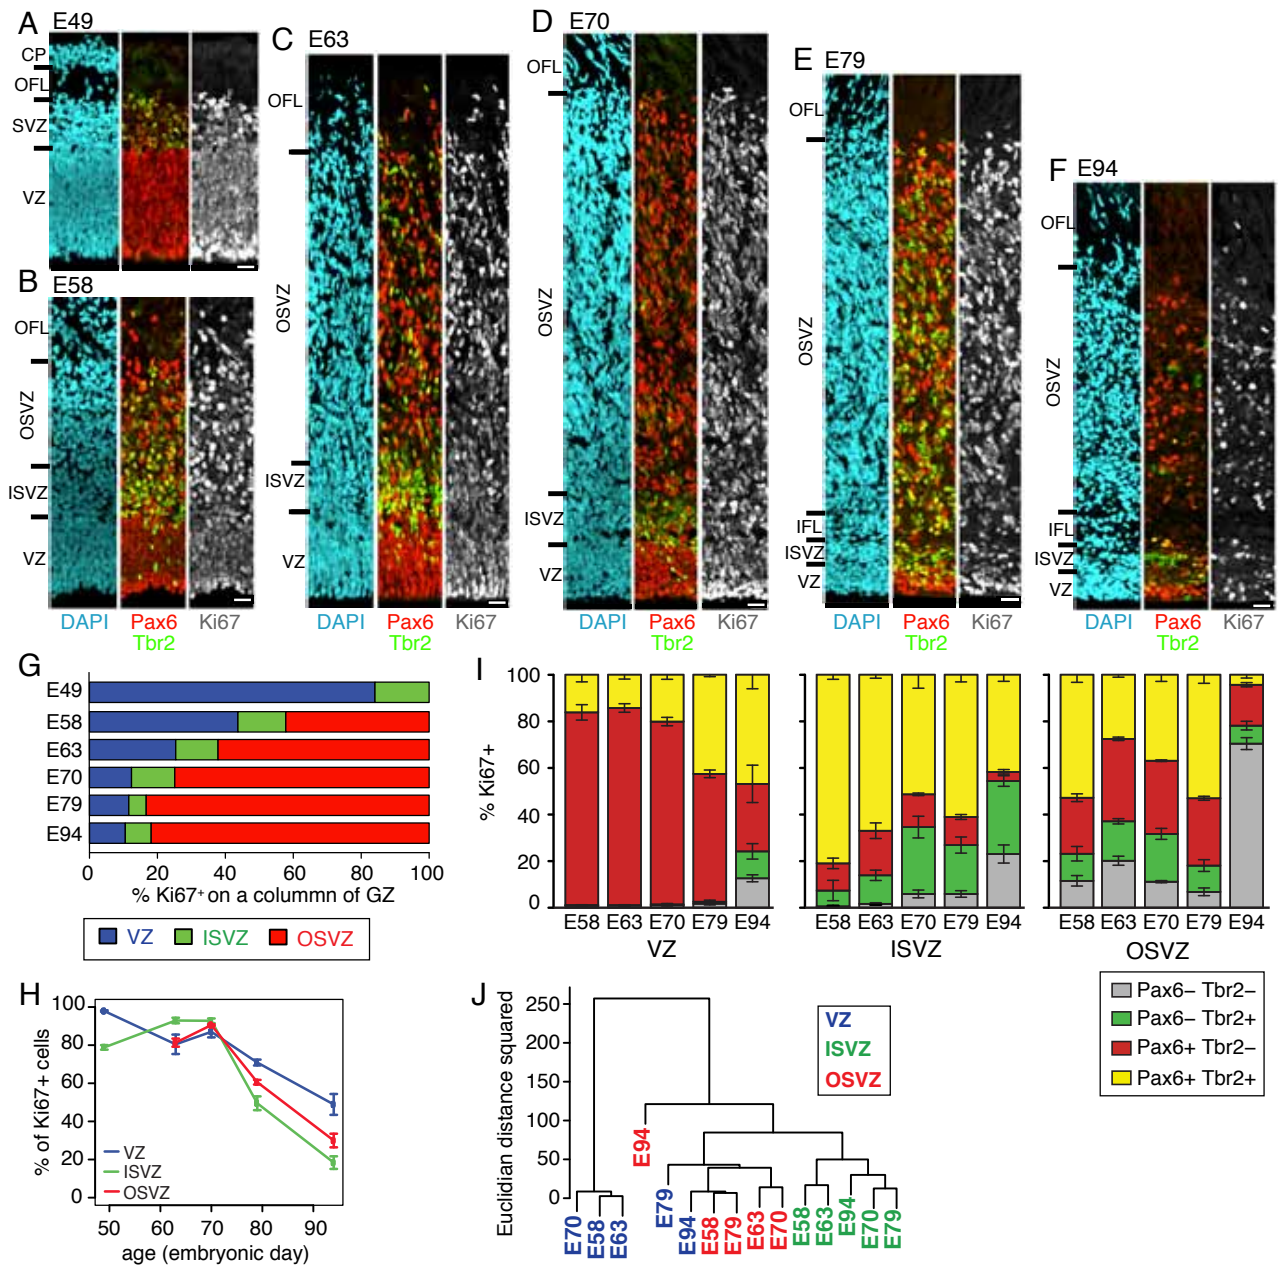 A E49
CP
OFL
SVZ
VZ
B E58
OFL
OSVZ
ISVZ
VZ
DAPI Pax6 Ki67
Tbr2
C E63
OFL
OSVZ
ISVZ
VZ
DAPI Pax6 Ki67
Tbr2
D E70
OFL
OSVZ
ISVZ
VZ
DAPI Pax6 Ki67
Tbr2
E E79
OFL
OSVZ
IFL
ISVZ
VZ
DAPI Pax6 Ki67
Tbr2
F E94
OFL
OSVZ
IFL
ISVZ
VZ
DAPI Pax6 Ki67
Tbr2
G
E49
E58
E63
E70
E79
E94
0 20 40 60 80 100
% Ki67+ on a colummn of GZ
VZ ISVZ OSVZ
H
% of Ki67+ cells
100
80
60
40
20
0
VZ
ISVZ
OSVZ
50 60 70 80 90
age (embryonic day)
I
% Ki67+
100
80
60
40
20
0
E58 E63 E70 E79 E94
VZ
E58 E63 E70 E79 E94
ISVZ
E58 E63 E70 E79 E94
OSVZ
Pax6– Tbr2–
Pax6– Tbr2+
Pax6+ Tbr2–
Pax6+ Tbr2+
J
Euclidian distance squared
250
200
150
100
50
0
VZ
ISVZ
OSVZ
E70 E58 E63 E94 E79 E94 E58 E79 E63 E70 E58 E63 E94 E70 E79